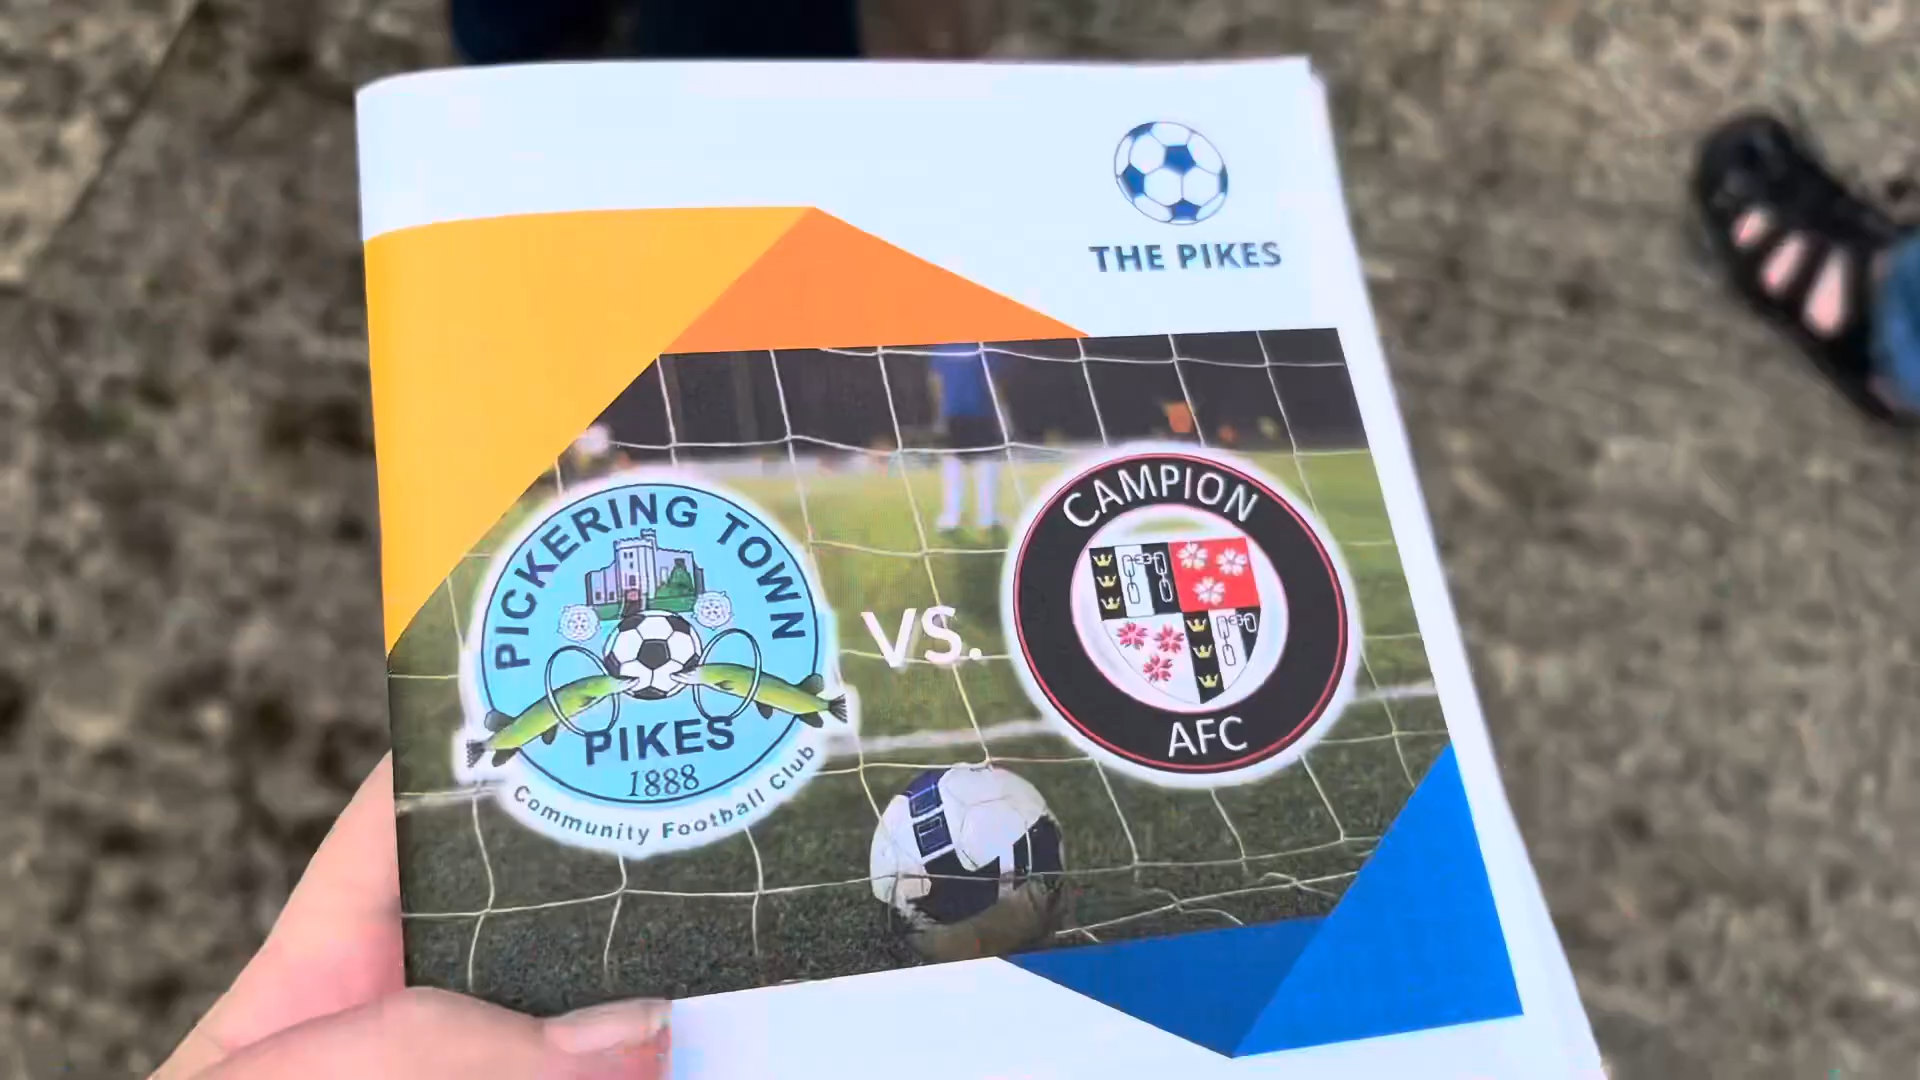 THE PIKES
PICKERING TOWN
PIKES
1888
Community Football Club
VS.
CAMPION
AFC